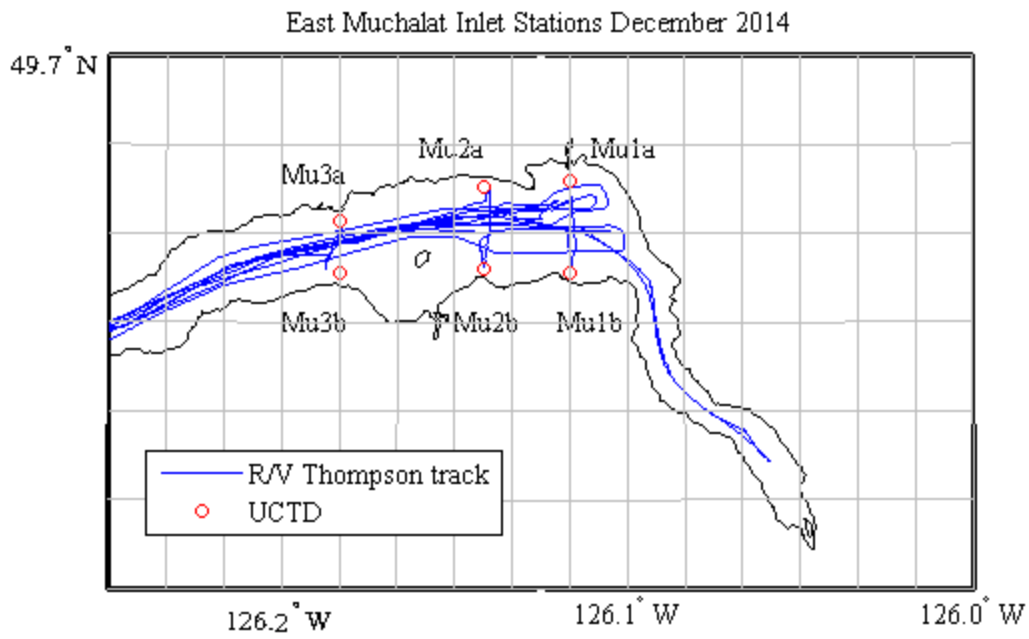 East Muchalat Inlet Stations December 2014
49.7° N
Mu2a
Mu1a
Mu3a
Mu3b
Mu2b
Mu1b
R/V Thompson track
UCTD
126.2° W
126.1° W
126.0° W